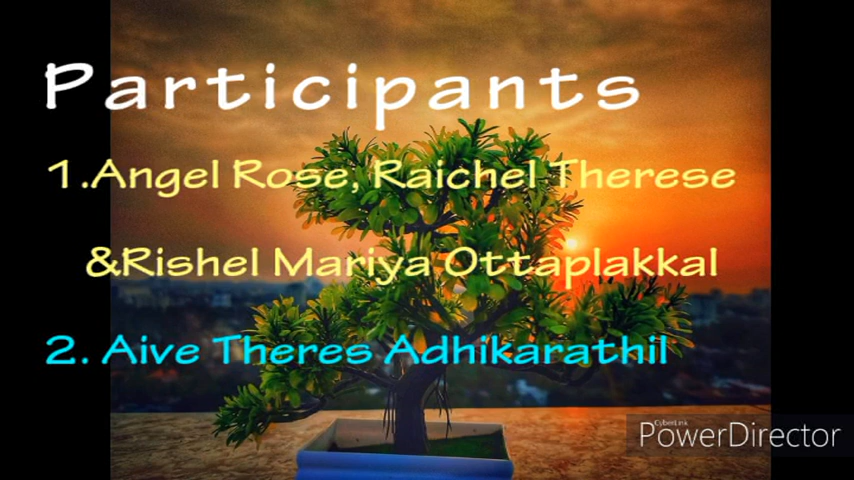 Participants
1.Angel Rose, Raichel Therese
&Rishel Mariya Ottaplakkal
2. Aive Theres Adhikarathil
CyberLink
PowerDirector